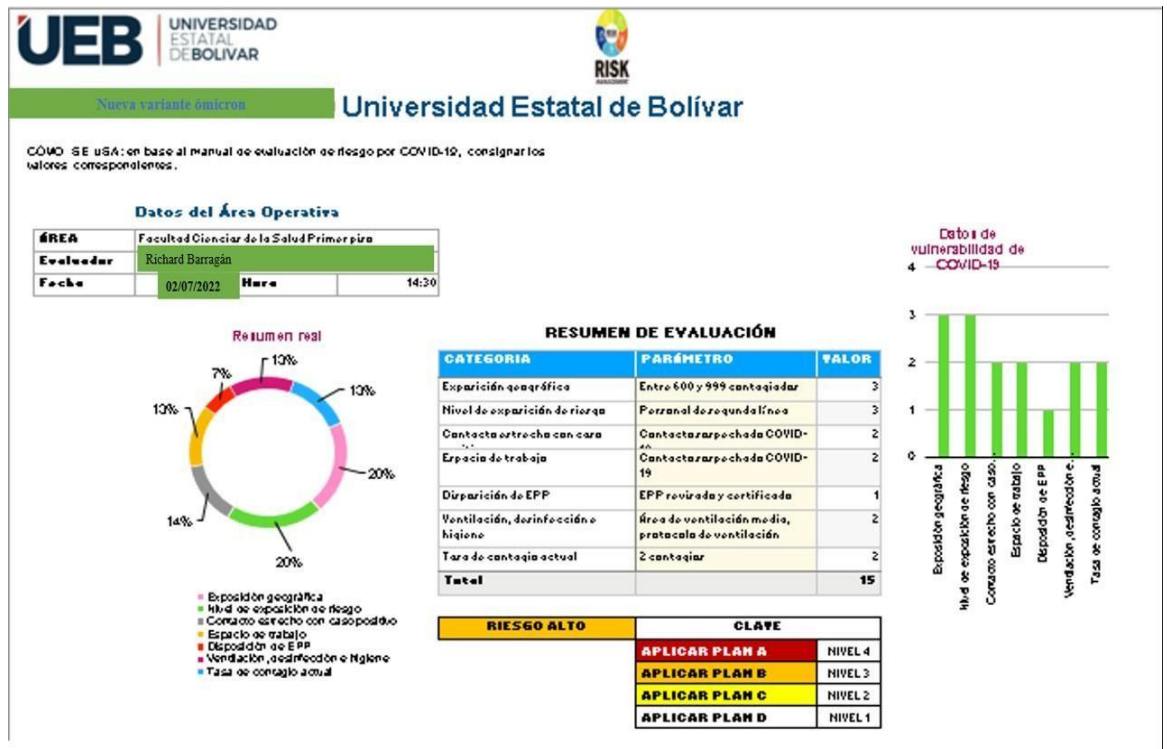 UEB
UNIVERSIDAD
ESTATAL
DE BOLIVAR
RISK
Nueva variante ómicron
Universidad Estatal de Bolívar
CÓMO SE USA: en base al manual de evaluación de riesgo por COVID-19, consignar los
valores correspondientes.
Datos del Área Operativa
ÁREA Facultad Ciencias de la Salud Primer piso
Evaluador Richard Barragán
Fecha 02/07/2022 Hora 14:30
Resumen real
13%
13%
20%
20%
14%
13%
7%
Exposición geográfica
Nivel de exposición de riesgo
Contacto estrecho con caso positivo
Espacio de trabajo
Disposición de EPP
Ventilación, desinfección e higiene
Tasa de contagio actual
RESUMEN DE EVALUACIÓN
CATEGORIA PARÁMETRO VALOR
Exposición geográfica Entre 600 y 999 contagiados 3
Nivel de exposición de riesgo Personal de segunda línea 3
Contacto estrecho con caso Contacto sospechado COVID- 2
Espacio de trabajo Contacto sospechado COVID-19 2
Disposición de EPP EPP revisado y certificado 1
Ventilación, desinfección e higiene Área de ventilación media, protocolo de ventilación 2
Tasa de contagio actual 2 contagios 2
Total 15
RIESGO ALTO CLAVE
APLICAR PLAN A NIVEL 4
APLICAR PLAN B NIVEL 3
APLICAR PLAN C NIVEL 2
APLICAR PLAN D NIVEL 1
Datos de
vulnerabilidad de
COVID-19
4
3
2
1
0
Exposición geográfica
Nivel de exposición de riesgo
Contacto estrecho con caso...
Espacio de trabajo
Disposición de EPP
Ventilación, desinfección e...
Tasa de contagio actual